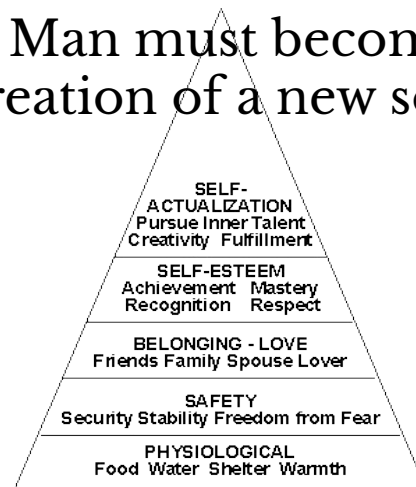 Man must becom
reation of a new s
SELF-
ACTUALIZATION
Pursue Inner Talent
Creativity Fulfillment
SELF-ESTEEM
Achievement Mastery
Recognition Respect
BELONGING - LOVE
Friends Family Spouse Lover
SAFETY
Security Stability Freedom from Fear
PHYSIOLOGICAL
Food Water Shelter Warmth